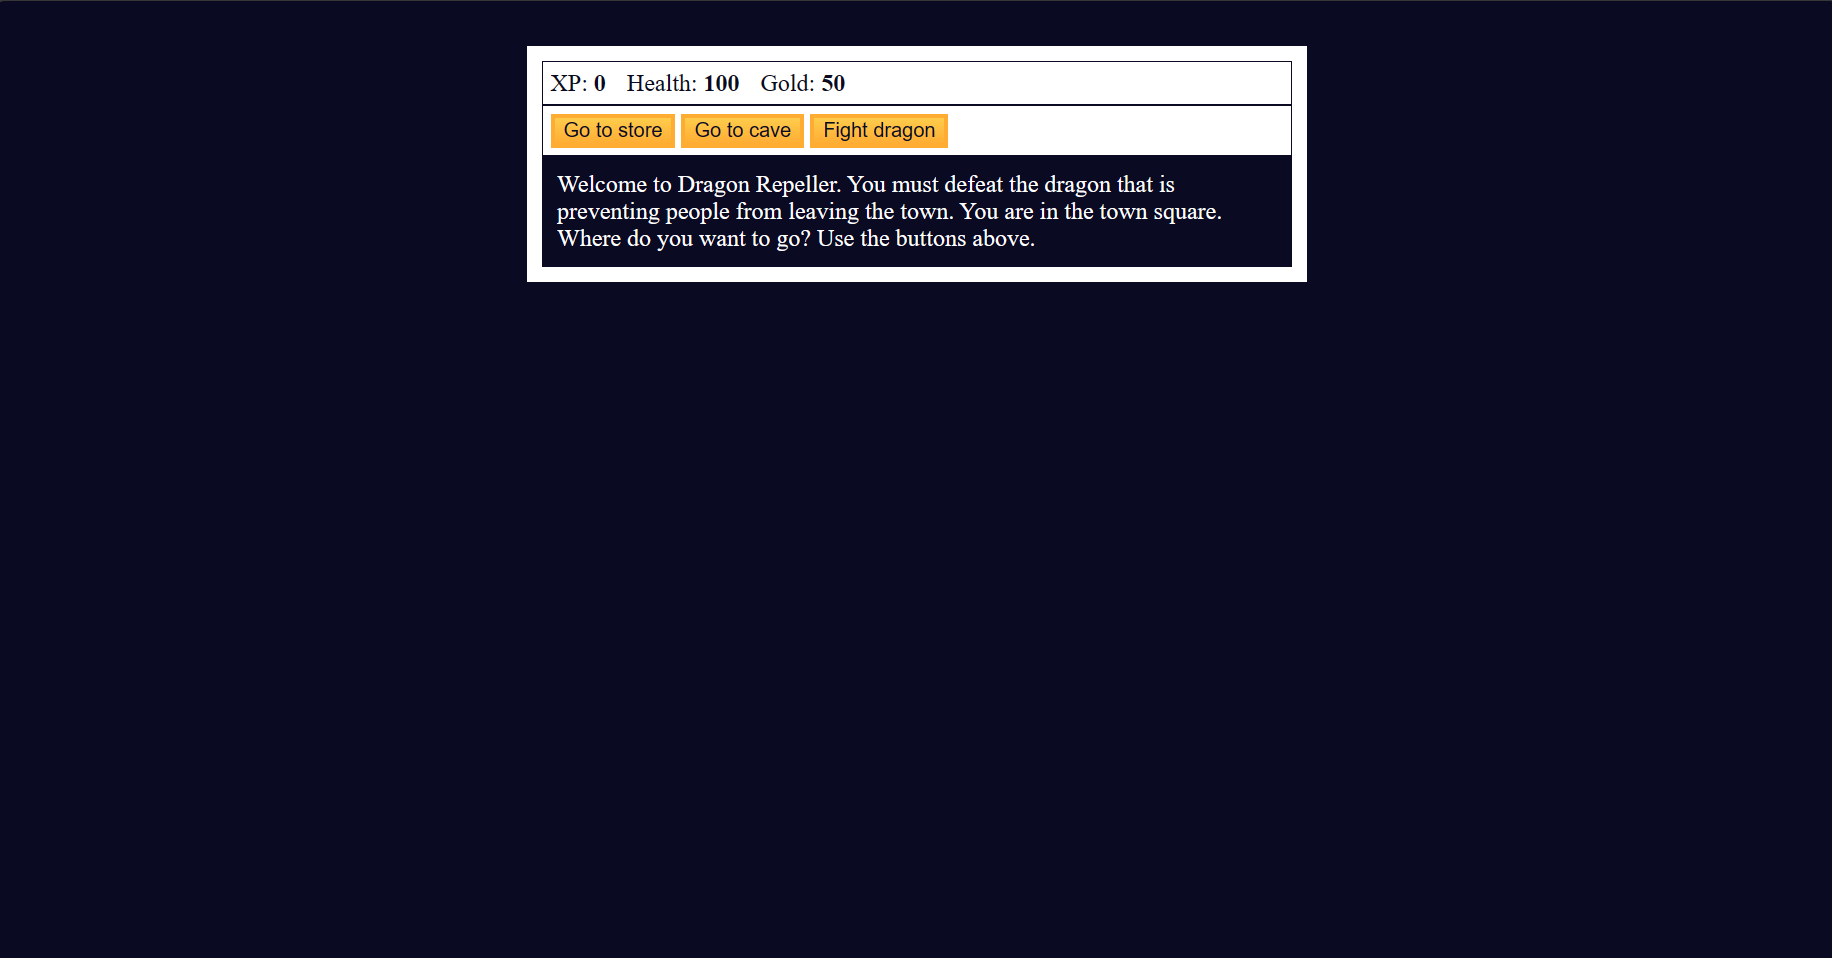 XP: 0 Health: 100 Gold: 50
Go to store Go to cave Fight dragon
Welcome to Dragon Repeller. You must defeat the dragon that is
preventing people from leaving the town. You are in the town square.
Where do you want to go? Use the buttons above.